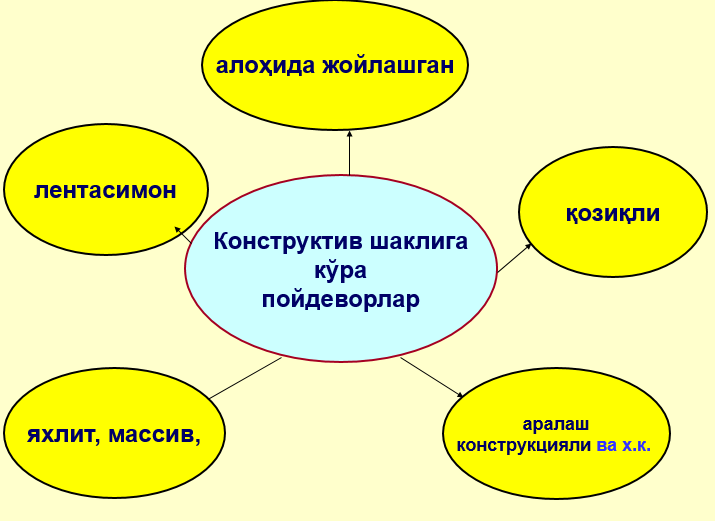 алоҳида жойлашган
лентасимон
қозиқли
Конструктив шаклига
кўра
пойдеворлар
яхлит, массив,
аралаш
конструкцияли ва х.к.